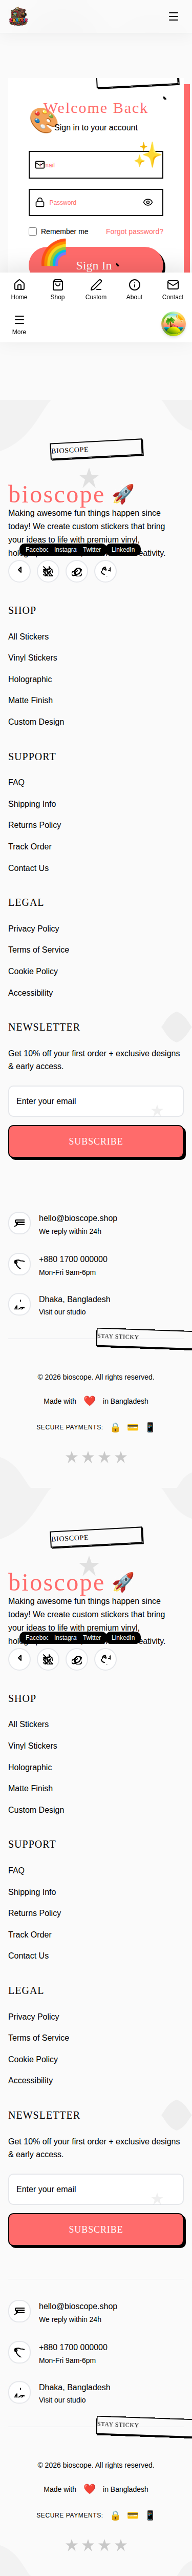 Welcome Back
Sign in to your account
Password
Remember me
Forgot password?
Sign In
Home
Shop
Custom
About
Contact
More
BIOSCOPE
bioscope 🚀
Making awesome fun things happen since
today! We create custom stickers that bring
your ideas to life with premium vinyl,
Instagra
Twitter
LinkedIn
SHOP
All Stickers
Vinyl Stickers
Holographic
Matte Finish
Custom Design
SUPPORT
FAQ
Shipping Info
Returns Policy
Track Order
Contact Us
LEGAL
Privacy Policy
Terms of Service
Cookie Policy
Accessibility
NEWSLETTER
Get 10% off your first order + exclusive designs
& early access.
Enter your email
SUBSCRIBE
hello@bioscope.shop
We reply within 24h
+880 1700 000000
Mon-Fri 9am-6pm
Dhaka, Bangladesh
Visit our studio
STAY STICKY
© 2026 bioscope. All rights reserved.
Made with ❤️ in Bangladesh
SECURE PAYMENTS: 🔒 💳 📱
★★★★
BIOSCOPE
bioscope 🚀
Making awesome fun things happen since
today! We create custom stickers that bring
your ideas to life with premium vinyl,
Instagra
Twitter
LinkedIn
SHOP
All Stickers
Vinyl Stickers
Holographic
Matte Finish
Custom Design
SUPPORT
FAQ
Shipping Info
Returns Policy
Track Order
Contact Us
LEGAL
Privacy Policy
Terms of Service
Cookie Policy
Accessibility
NEWSLETTER
Get 10% off your first order + exclusive designs
& early access.
Enter your email
SUBSCRIBE
hello@bioscope.shop
We reply within 24h
+880 1700 000000
Mon-Fri 9am-6pm
Dhaka, Bangladesh
Visit our studio
STAY STICKY
© 2026 bioscope. All rights reserved.
Made with ❤️ in Bangladesh
SECURE PAYMENTS: 🔒 💳 📱
★★★★